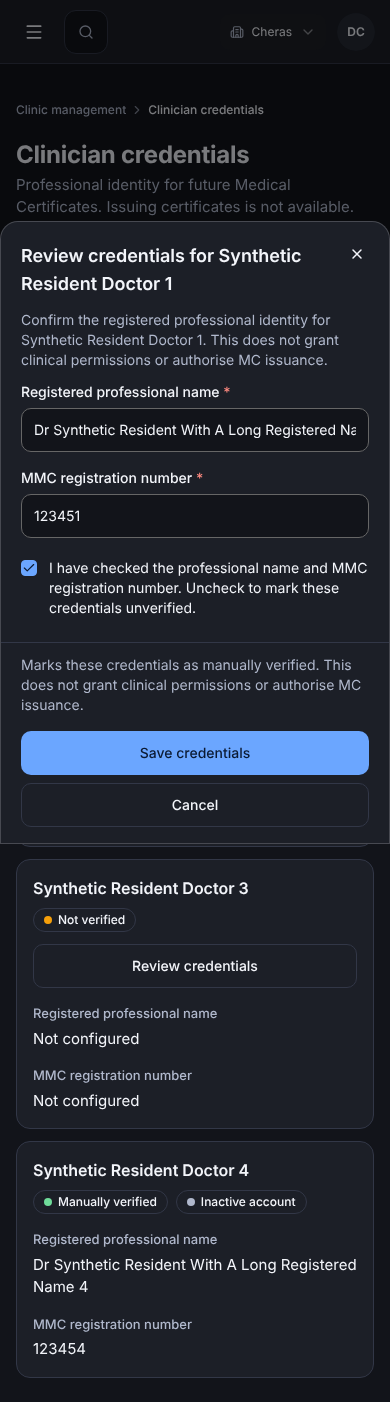 Cheras
DC
Clinic management > Clinician credentials
Clinician credentials
Professional identity for future Medical
Certificates. Issuing certificates is not available.
Review credentials for Synthetic
Resident Doctor 1
Confirm the registered professional identity for
Synthetic Resident Doctor 1. This does not grant
clinical permissions or authorise MC issuance.
Registered professional name *
Dr Synthetic Resident With A Long Registered Na
MMC registration number *
123451
I have checked the professional name and MMC
registration number. Uncheck to mark these
credentials unverified.
Marks these credentials as manually verified. This
does not grant clinical permissions or authorise MC
issuance.
Save credentials
Cancel
Synthetic Resident Doctor 3
Not verified
Review credentials
Registered professional name
Not configured
MMC registration number
Not configured
Synthetic Resident Doctor 4
Manually verified Inactive account
Registered professional name
Dr Synthetic Resident With A Long Registered
Name 4
MMC registration number
123454